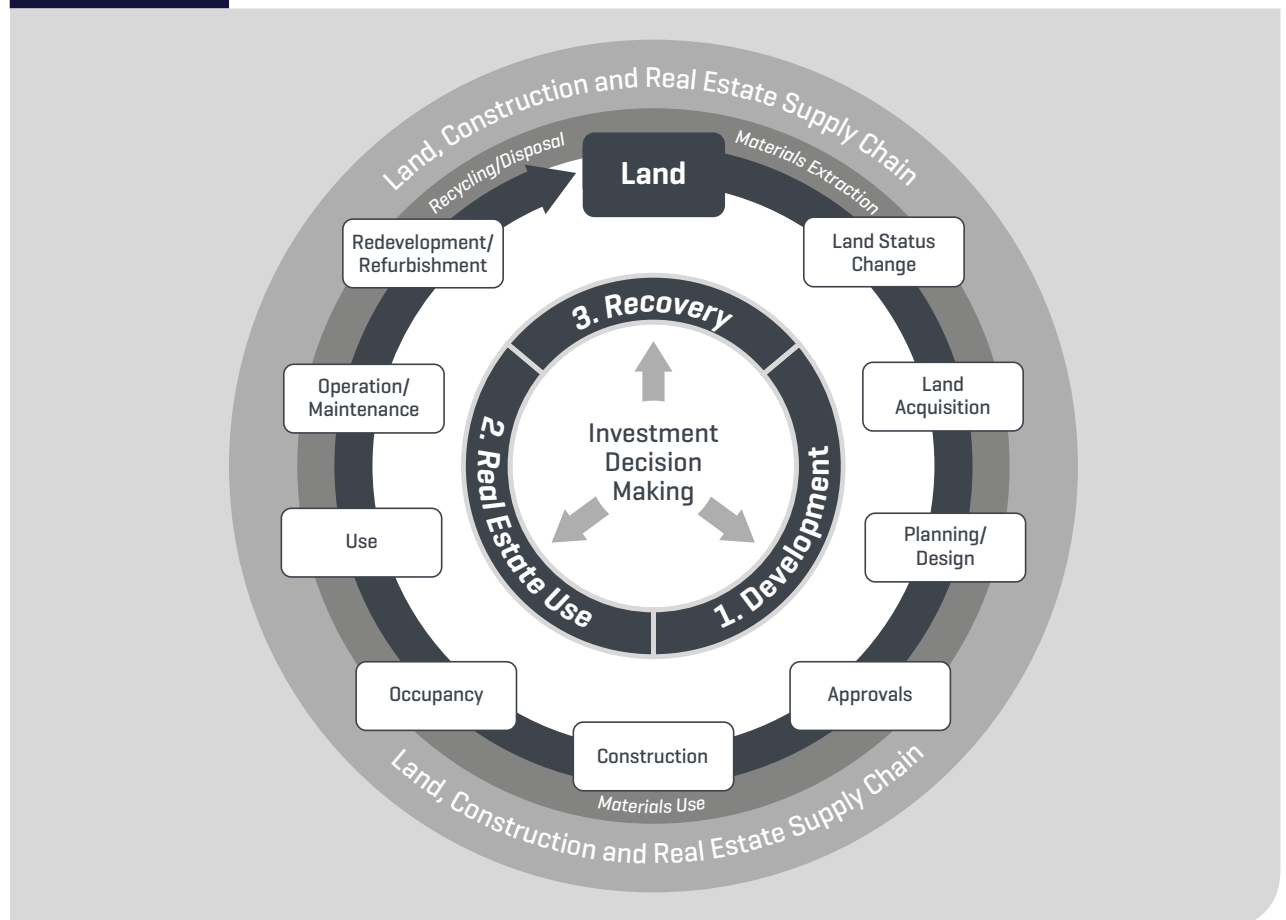 Land, Construction and Real Estate Supply Chain
Recycling/Disposal
Materials Extraction
Land
Redevelopment/
Refurbishment
Land Status
Change
3. Recovery
Operation/
Maintenance
Land
Acquisition
Investment
Decision
Making
2. Real Estate Use
1. Development
Use
Planning/
Design
Occupancy
Approvals
Construction
Materials Use
Land, Construction and Real Estate Supply Chain